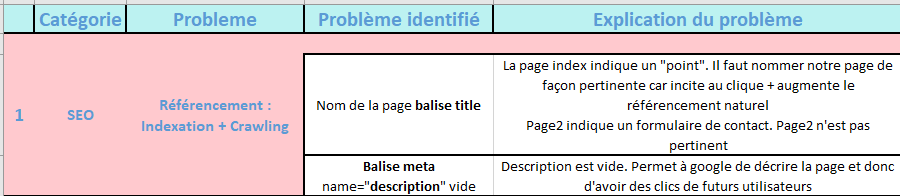 Catégorie Probleme Problème identifié Explication du problème
1 SEO Référencement :
Indexation + Crawling
Nom de la page balise title
La page index indique un "point". Il faut nommer notre page de
façon pertinente car incite au clique + augmente le
référencement naturel
Page2 indique un formulaire de contact. Page2 n'est pas
pertinent
Balise meta
name="description" vide
Description est vide. Permet à google de décrire la page et donc
d'avoir des clics de futurs utilisateurs